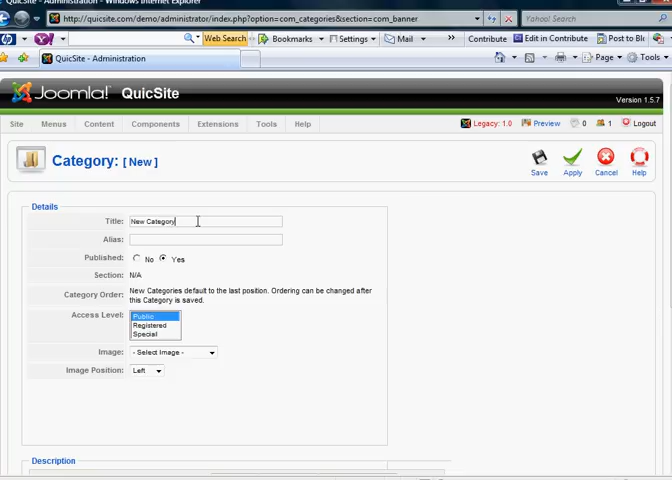 QuicSite - Administration - Windows Internet Explorer
http://quicsite.com/demo/administrator/index.php?option=com_categories&section=com_banner
Yahoo! Search
Web Search Bookmarks Settings Mail Contribute Edit in Contribute Post to Bl
QuicSite - Administration
Page Tools
Joomla! QuicSite
Version 1.5.7
Site Menus Content Components Extensions Tools Help
Legacy: 1.0 Preview 0 1 Logout
Category: [ New ]
Save Apply Cancel Help
Details
Title: New Category
Alias:
Published: No Yes
Section: N/A
Category Order: New Categories default to the last position. Ordering can be changed after
this Category is saved.
Access Level: Public
Registered
Special
Image: - Select Image -
Image Position: Left
Description